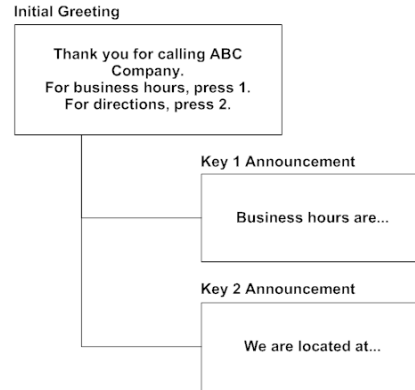 Initial Greeting
Thank you for calling ABC
Company.
For business hours, press 1.
For directions, press 2.
Key 1 Announcement
Business hours are...
Key 2 Announcement
We are located at...